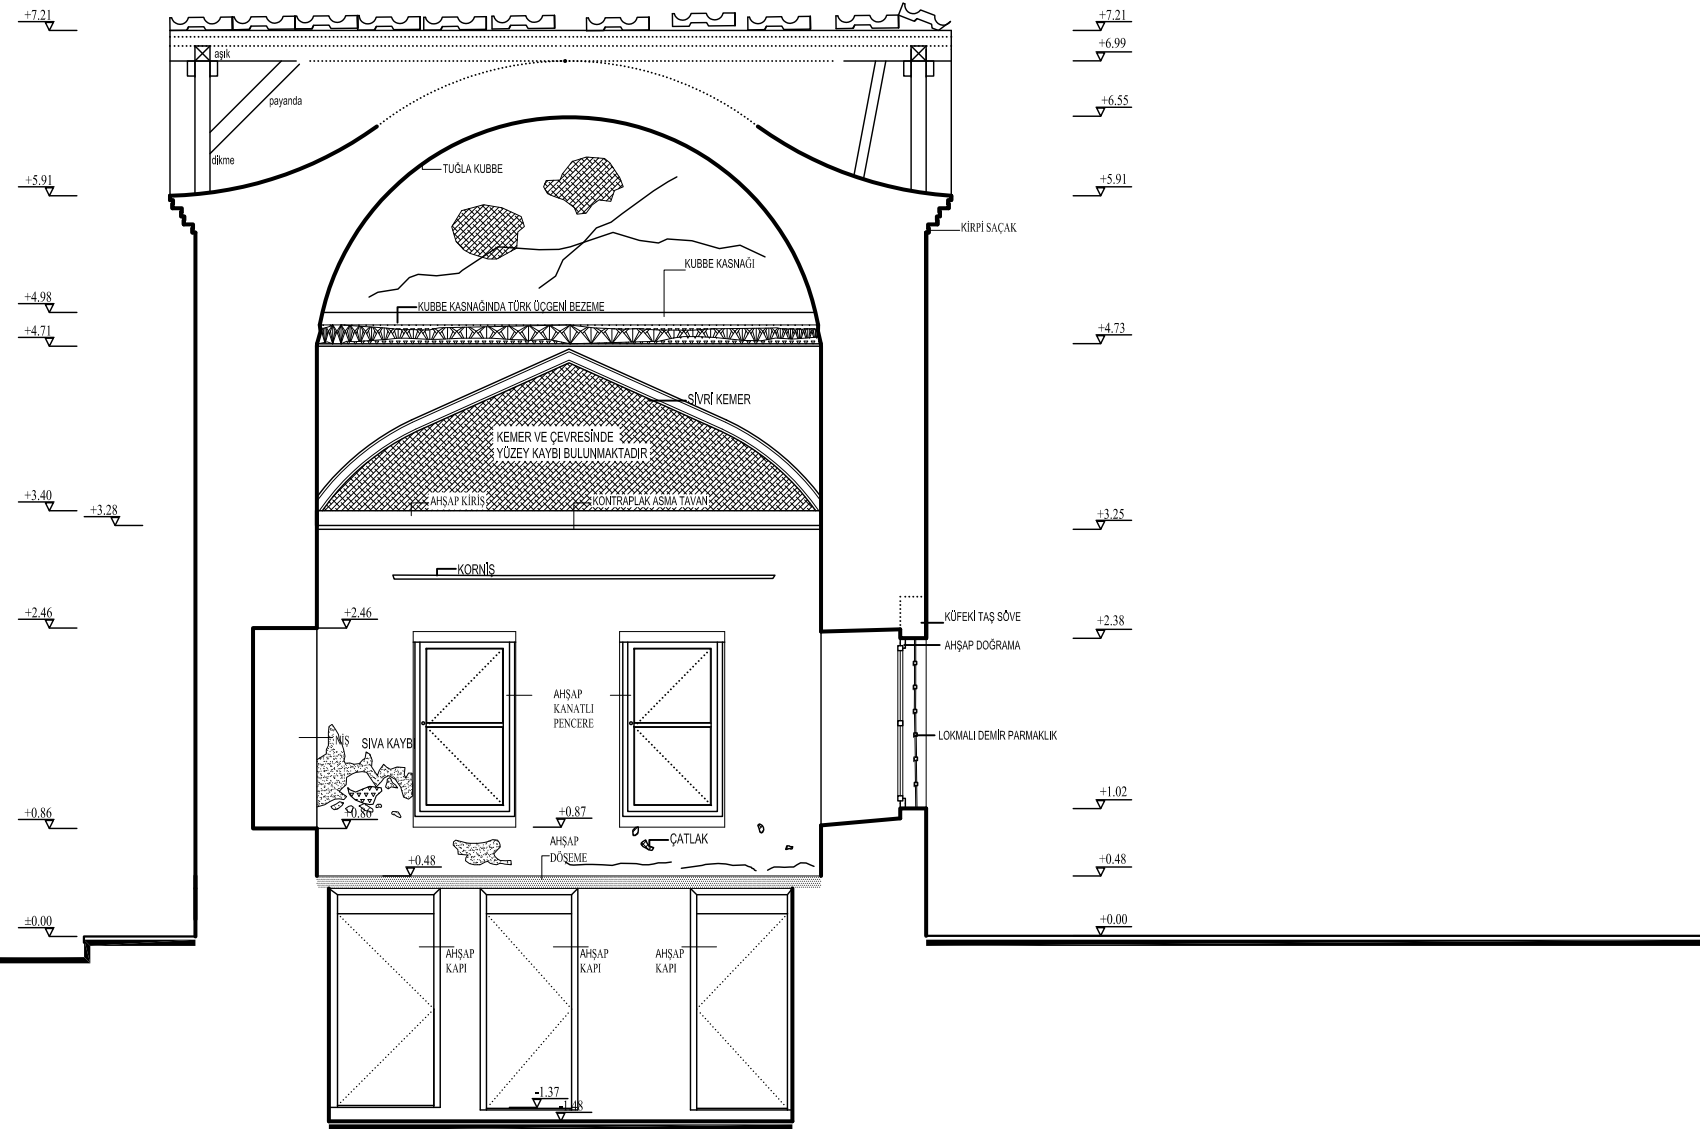 +7.21
+7.21
+6.99
aşık
payanda
+6.55
dikme
TUĞLA KUBBE
+5.91
+5.91
KİRPİ SAÇAK
KUBBE KASNAĞI
+4.98
KUBBE KASNAĞINDA TÜRK ÜÇGENİ BEZEME
+4.71
+4.73
SİVRİ KEMER
KEMER VE ÇEVRESİNDE
YÜZEY KAYBI BULUNMAKTADIR
+3.40
AHŞAP KİRİŞ
KONTRAPLAK ASMA TAVAN
+3.28
+3.25
KORNİŞ
+2.46
+2.46
KÜFEKİ TAŞ SÖVE
+2.38
AHŞAP DOĞRAMA
AHŞAP
KANATLI
PENCERE
NİŞ
SIVA KAYBI
LOKMALI DEMİR PARMAKLIK
+1.02
+0.86
+0.86
+0.87
ÇATLAK
AHŞAP
DÖŞEME
+0.48
+0.48
±0.00
+0.00
AHŞAP
KAPI
AHŞAP
KAPI
AHŞAP
KAPI
-1.37
-1.48